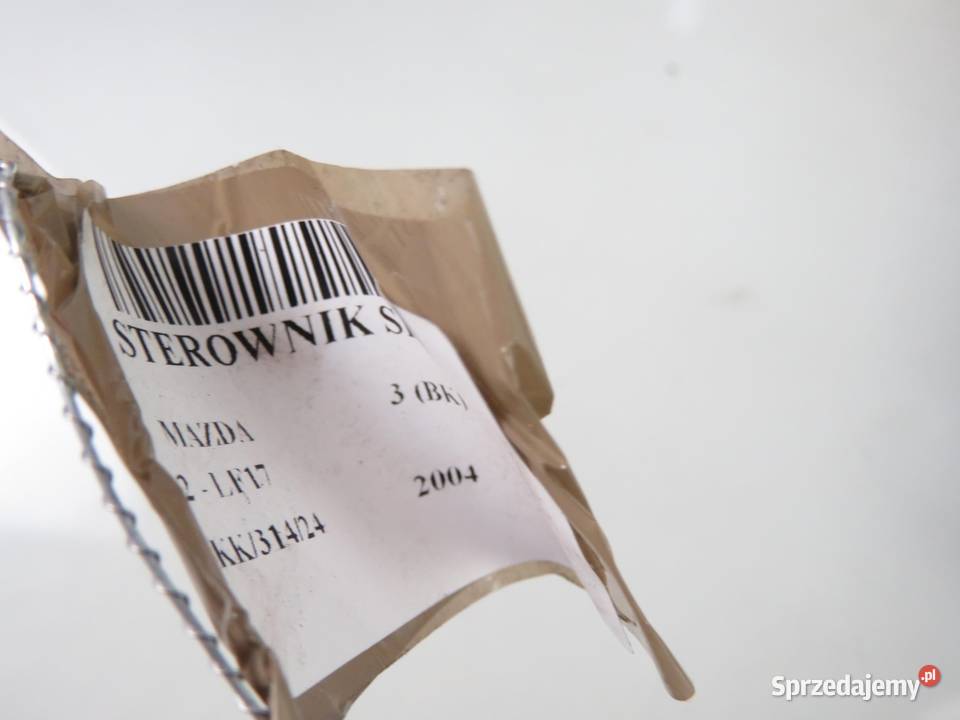 STEROWNIK S
MAZDA 3 (BK)
2 - LF17 2004
KK/314/24
Sprzedajemy.pl